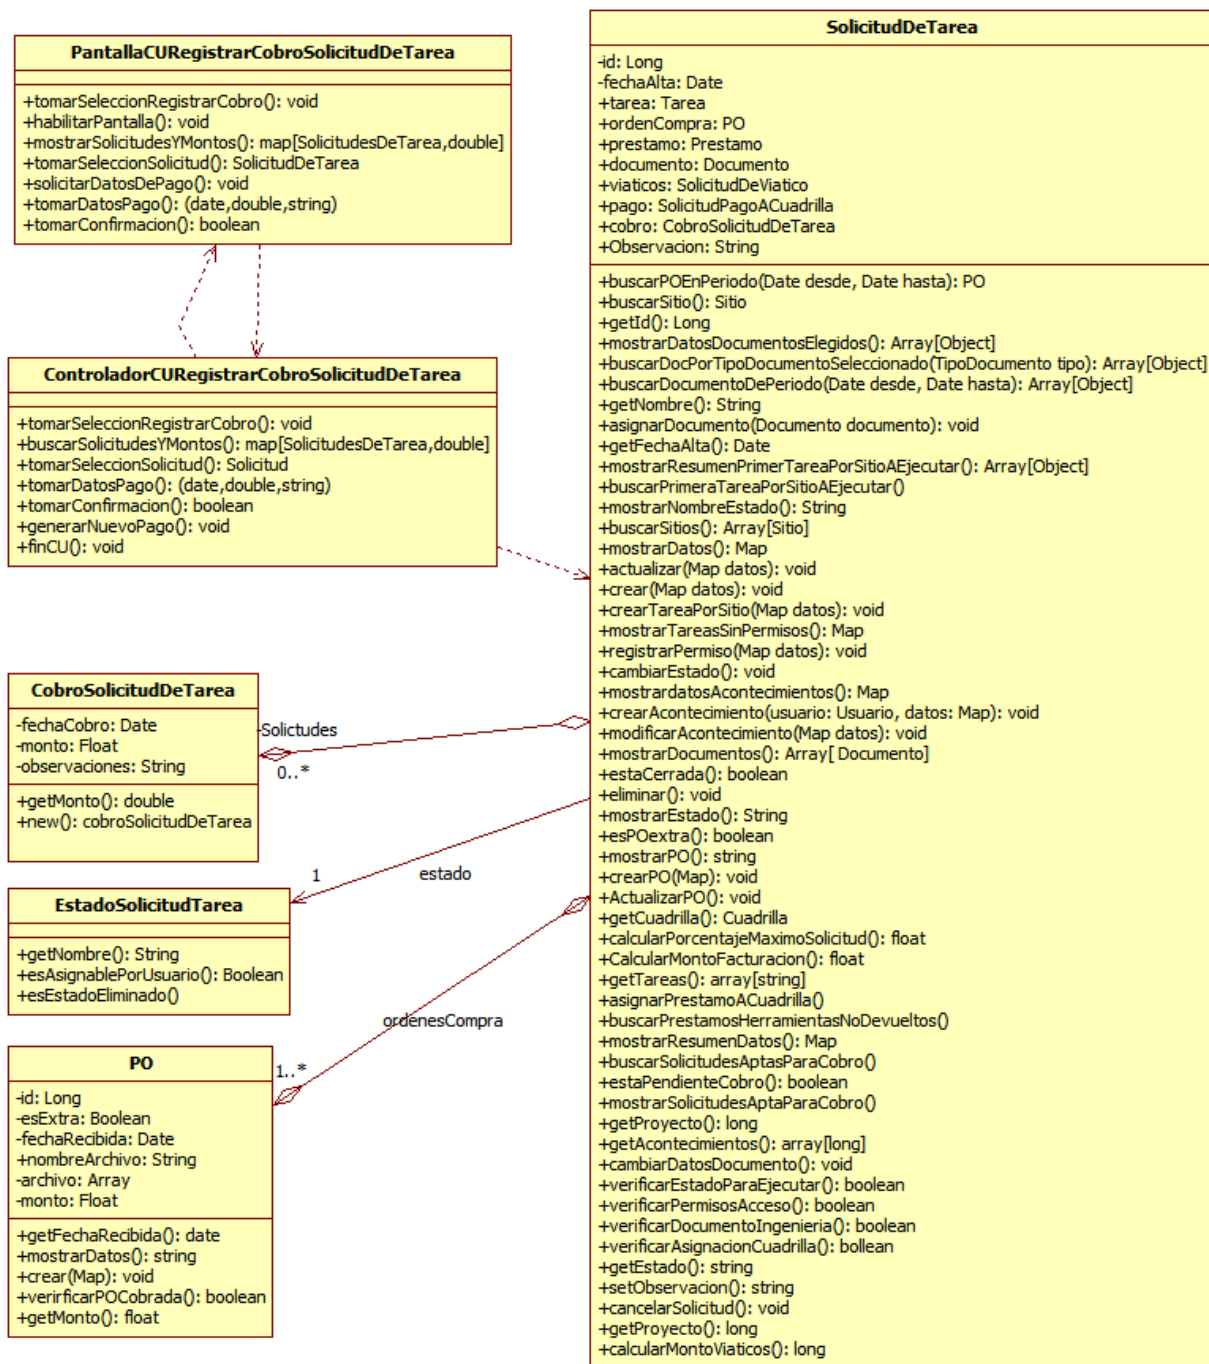 PantallaCURegistrarCobroSolicitudDeTarea
+tomarSeleccionRegistrarCobro(): void
+habilitarPantalla(): void
+mostrarSolicitudesYMontos(): map[SolicitudesDeTarea,double]
+tomarSeleccionSolicitud(): SolicitudDeTarea
+solicitarDatosDePago(): void
+tomarDatosPago(): (date,double,string)
+tomarConfirmacion(): boolean
ControladorCURegistrarCobroSolicitudDeTarea
+tomarSeleccionRegistrarCobro(): void
+buscarSolicitudesYMontos(): map[SolicitudesDeTarea,double]
+tomarSeleccionSolicitud(): Solicitud
+tomarDatosPago(): (date,double,string)
+tomarConfirmacion(): boolean
+generarNuevoPago(): void
+finCU(): void
CobroSolicitudDeTarea
-fechaCobro: Date
-monto: Float
-observaciones: String
+getMonto(): double
+new(): cobroSolicitudDeTarea
-Solictudes
0..*
EstadoSolicitudTarea
+getNombre(): String
+esAsignablePorUsuario(): Boolean
+esEstadoEliminado()
1
estado
PO
-id: Long
-esExtra: Boolean
-fechaRecibida: Date
+nombreArchivo: String
-archivo: Array
-monto: Float
+getFechaRecibida(): date
+mostrarDatos(): string
+crear(Map): void
+verirficarPOCobrada(): boolean
+getMonto(): float
1..*
ordenesCompra
SolicitudDeTarea
-id: Long
-fechaAlta: Date
+tarea: Tarea
+ordenCompra: PO
+prestamo: Prestamo
+documento: Documento
+viaticos: SolicitudDeViatico
+pago: SolicitudPagoACuadrilla
+cobro: CobroSolicitudDeTarea
+Observacion: String
+buscarPOEnPeriodo(Date desde, Date hasta): PO
+buscarSitio(): Sitio
+getId(): Long
+mostrarDatosDocumentosElegidos(): Array[Object]
+buscarDocPorTipoDocumentoSeleccionado(TipoDocumento tipo): Array[Object]
+buscarDocumentoDePeriodo(Date desde, Date hasta): Array[Object]
+getNombre(): String
+asignarDocumento(Documento documento): void
+getFechaAlta(): Date
+mostrarResumenPrimerTareaPorSitioAEjecutar(): Array[Object]
+buscarPrimeraTareaPorSitioAEjecutar()
+mostrarNombreEstado(): String
+buscarSitios(): Array[Sitio]
+mostrarDatos(): Map
+actualizar(Map datos): void
+crear(Map datos): void
+crearTareaPorSitio(Map datos): void
+mostrarTareasSinPermisos(): Map
+registrarPermiso(Map datos): void
+cambiarEstado(): void
+mostrardatosAcontecimientos(): Map
+crearAcontecimiento(usuario: Usuario, datos: Map): void
+modificarAcontecimiento(Map datos): void
+mostrarDocumentos(): Array[ Documento]
+estaCerrada(): boolean
+eliminar(): void
+mostrarEstado(): String
+esPOextra(): boolean
+mostrarPO(): string
+crearPO(Map): void
+ActualizarPO(): void
+getCuadrilla(): Cuadrilla
+calcularPorcentajeMaximoSolicitud(): float
+CalcularMontoFacturacion(): float
+getTareas(): array[string]
+asignarPrestamoACuadrilla()
+buscarPrestamosHerramientasNoDevueltos()
+mostrarResumenDatos(): Map
+buscarSolicitudesAptasParaCobro()
+estaPendienteCobro(): boolean
+mostrarSolicitudesAptaParaCobro()
+getProyecto(): long
+getAcontecimientos(): array[long]
+cambiarDatosDocumento(): void
+verificarEstadoParaEjecutar(): boolean
+verificarPermisosAcceso(): boolean
+verificarDocumentoIngenieria(): boolean
+verificarAsignacionCuadrilla(): bollean
+getEstado(): string
+setObservacion(): string
+cancelarSolicitud(): void
+getProyecto(): long
+calcularMontoViaticos(): long